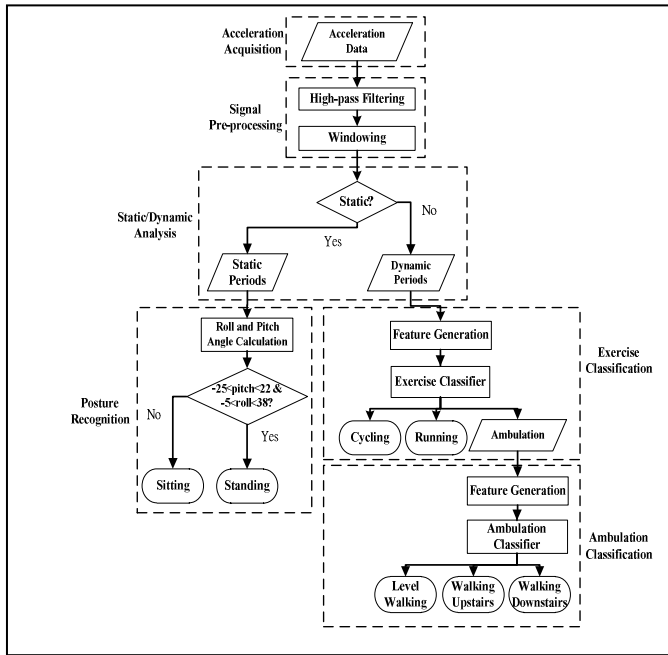 Acceleration
Acquisition
Acceleration
Data
Signal
Pre-processing
High-pass Filtering
Windowing
Static/Dynamic
Analysis
Static?
Yes
No
Static
Periods
Dynamic
Periods
Posture
Recognition
Roll and Pitch
Angle Calculation
-25<pitch<22 &
-5<roll<38?
No
Yes
Sitting
Standing
Exercise
Classification
Feature Generation
Exercise Classifier
Cycling
Running
Ambulation
Ambulation
Classification
Feature Generation
Ambulation
Classifier
Level
Walking
Walking
Upstairs
Walking
Downstairs